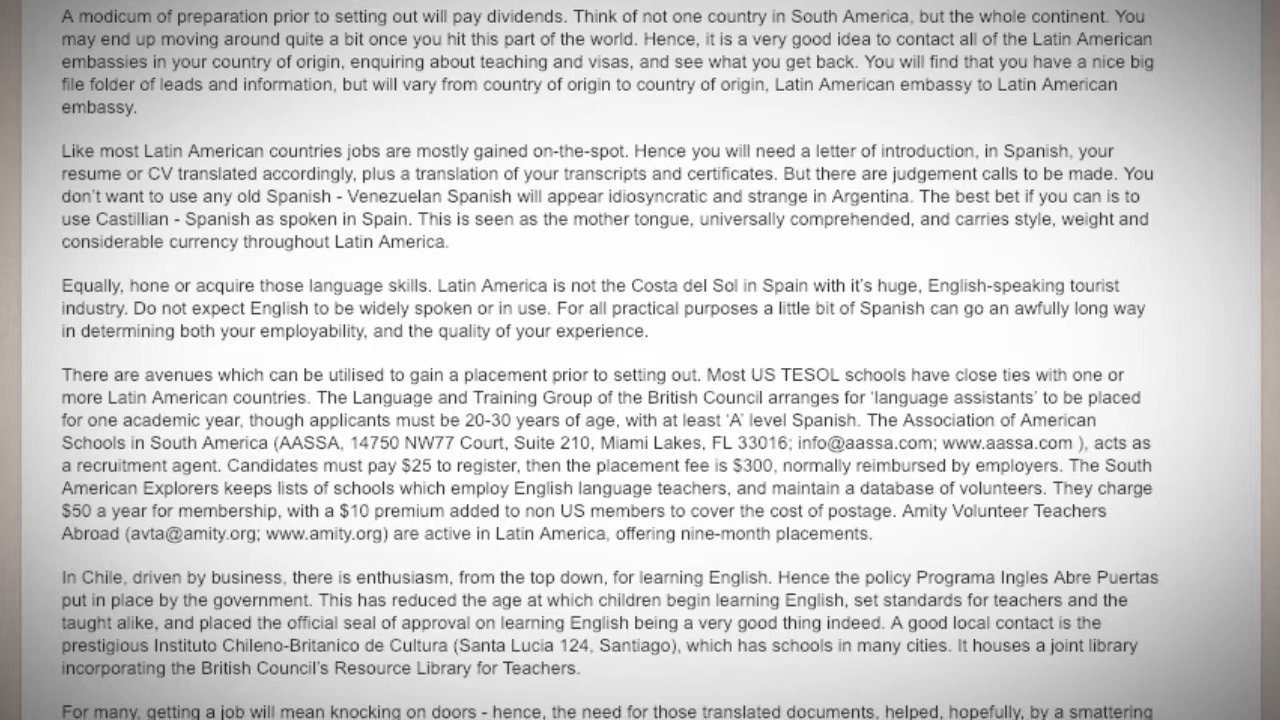 A modicum of preparation prior to setting out will pay dividends. Think of not one country in South America, but the whole continent. You
may end up moving around quite a bit once you hit this part of the world. Hence, it is a very good idea to contact all of the Latin American
embassies in your country of origin, enquiring about teaching and visas, and see what you get back. You will find that you have a nice big
file folder of leads and information, but will vary from country of origin to country of origin, Latin American embassy to Latin American
embassy.
Like most Latin American countries jobs are mostly gained on-the-spot. Hence you will need a letter of introduction, in Spanish, your
resume or CV translated accordingly, plus a translation of your transcripts and certificates. But there are judgement calls to be made. You
don't want to use any old Spanish - Venezuelan Spanish will appear idiosyncratic and strange in Argentina. The best bet if you can is to
use Castillian - Spanish as spoken in Spain. This is seen as the mother tongue, universally comprehended, and carries style, weight and
considerable currency throughout Latin America.
Equally, hone or acquire those language skills. Latin America is not the Costa del Sol in Spain with it's huge, English-speaking tourist
industry. Do not expect English to be widely spoken or in use. For all practical purposes a little bit of Spanish can go an awfully long way
in determining both your employability, and the quality of your experience.
There are avenues which can be utilised to gain a placement prior to setting out. Most US TESOL schools have close ties with one or
more Latin American countries. The Language and Training Group of the British Council arranges for 'language assistants' to be placed
for one academic year, though applicants must be 20-30 years of age, with at least 'A' level Spanish. The Association of American
Schools in South America (AASSA, 14750 NW77 Court, Suite 210, Miami Lakes, FL 33016; info@aassa.com; www.aassa.com ), acts as
a recruitment agent. Candidates must pay $25 to register, then the placement fee is $300, normally reimbursed by employers. The South
American Explorers keeps lists of schools which employ English language teachers, and maintain a database of volunteers. They charge
$50 a year for membership, with a $10 premium added to non US members to cover the cost of postage. Amity Volunteer Teachers
Abroad (avta@amity.org; www.amity.org) are active in Latin America, offering nine-month placements.
In Chile, driven by business, there is enthusiasm, from the top down, for learning English. Hence the policy Programa Ingles Abre Puertas
put in place by the government. This has reduced the age at which children begin learning English, set standards for teachers and the
taught alike, and placed the official seal of approval on learning English being a very good thing indeed. A good local contact is the
prestigious Instituto Chileno-Britanico de Cultura (Santa Lucia 124, Santiago), which has schools in many cities. It houses a joint library
incorporating the British Council's Resource Library for Teachers.
For many, getting a job will mean knocking on doors - hence, the need for those translated documents, helped, hopefully, by a smattering